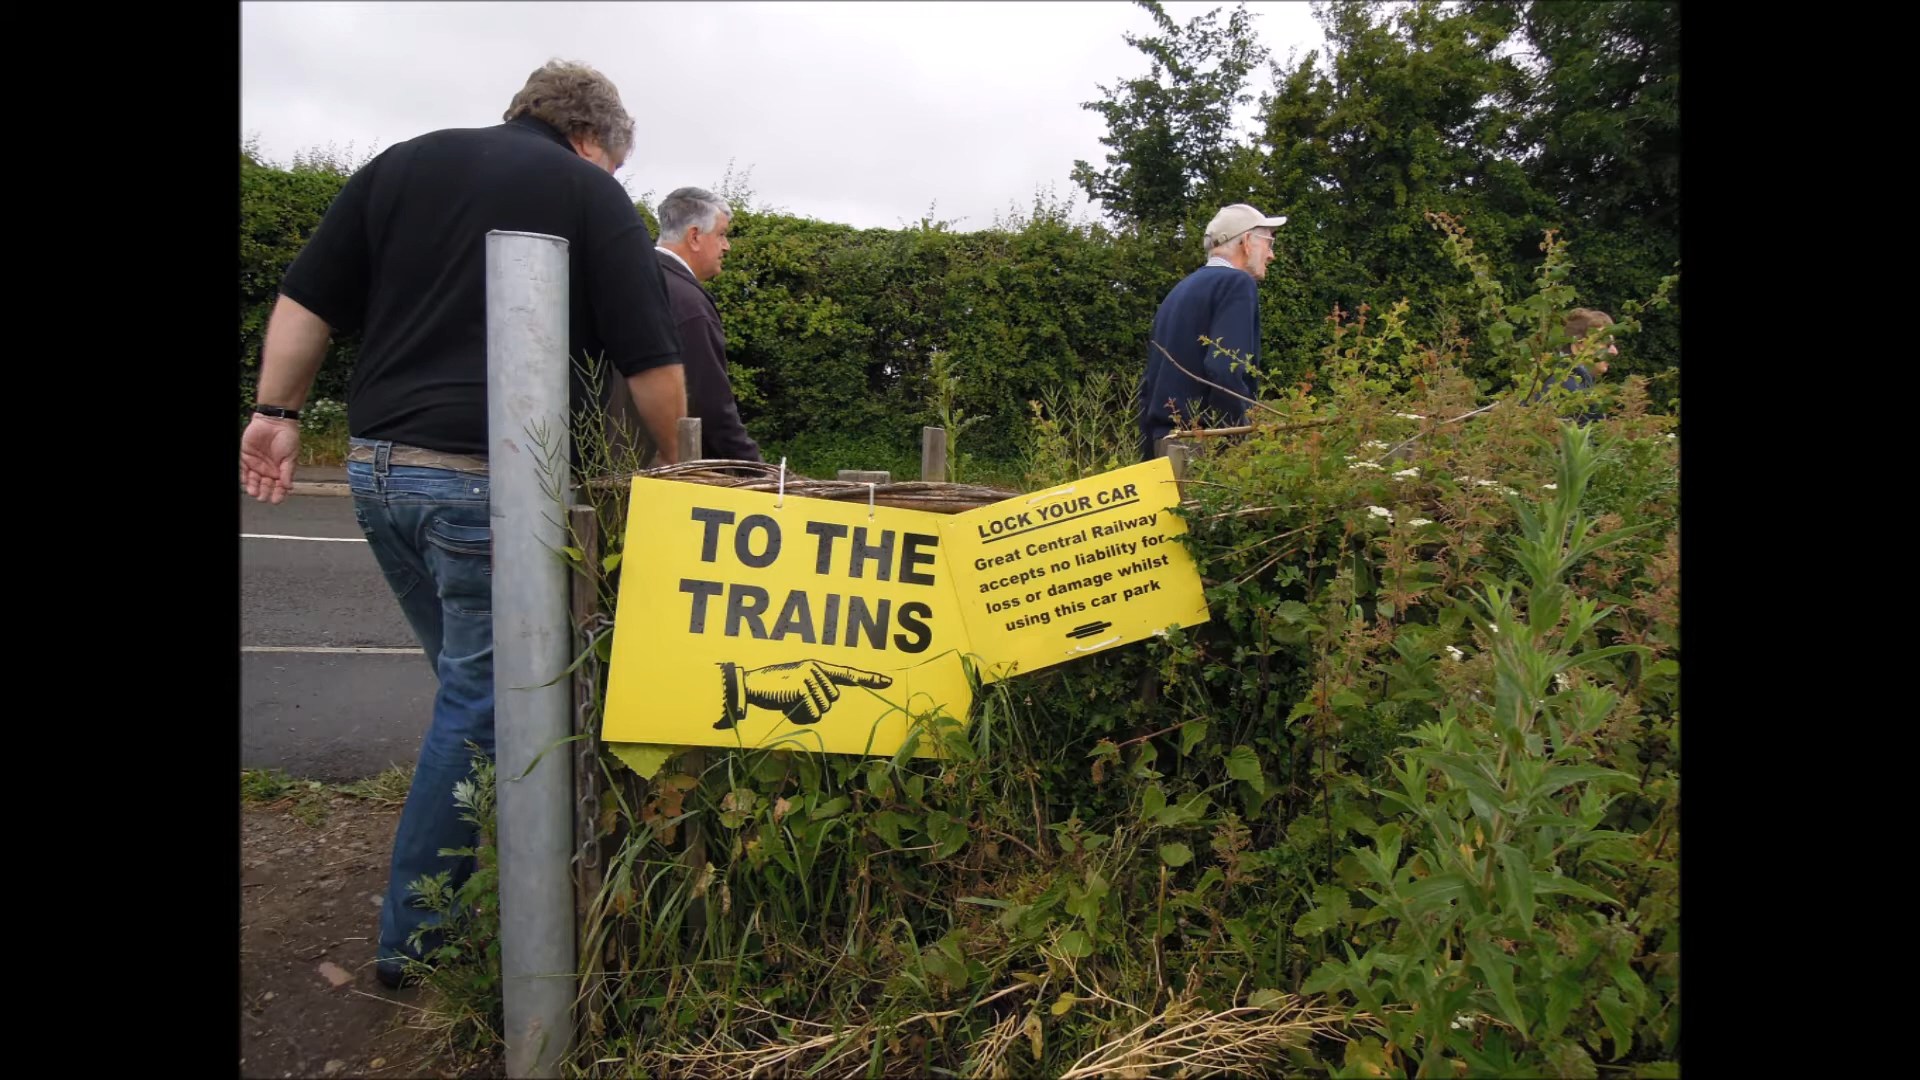 TO THE
TRAINS
LOCK YOUR CAR
Great Central Railway
accepts no liability for
loss or damage whilst
using this car park